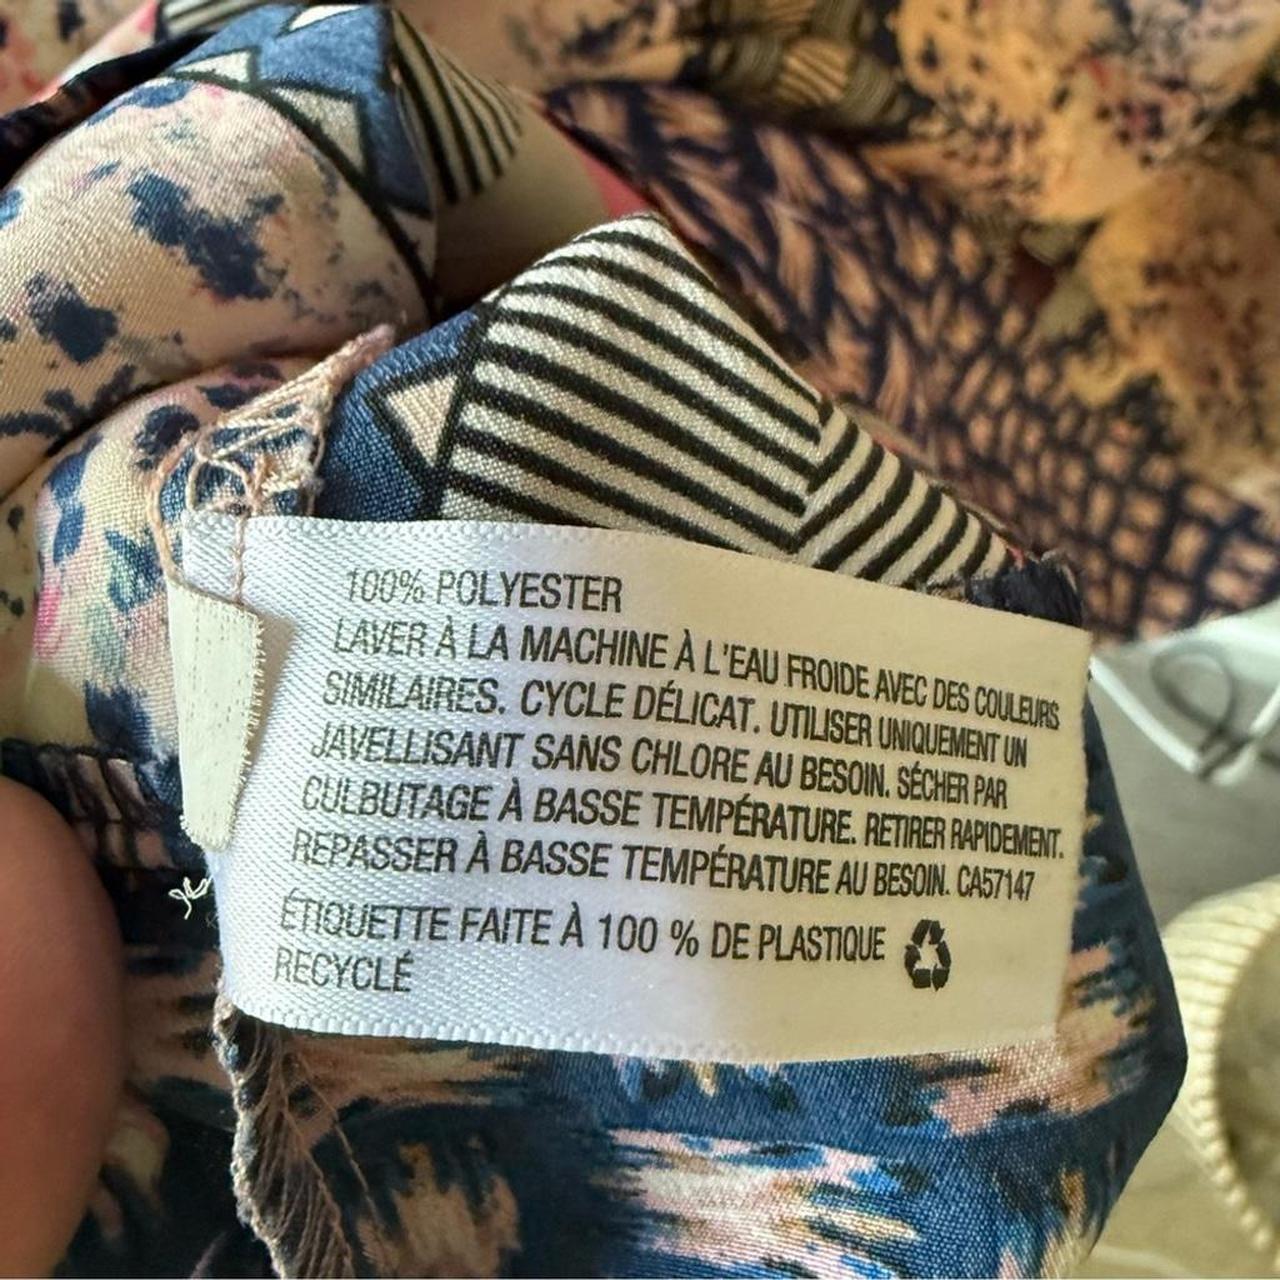 100% POLYESTER
LAVER À LA MACHINE À L'EAU FROIDE AVEC DES COULEURS
SIMILAIRES. CYCLE DÉLICAT. UTILISER UNIQUEMENT UN
JAVELLISANT SANS CHLORE AU BESOIN. SÉCHER PAR
CULBUTAGE À BASSE TEMPÉRATURE. RETIRER RAPIDEMENT.
REPASSER À BASSE TEMPÉRATURE AU BESOIN. CA57147
ÉTIQUETTE FAITE À 100 % DE PLASTIQUE
RECYCLÉ